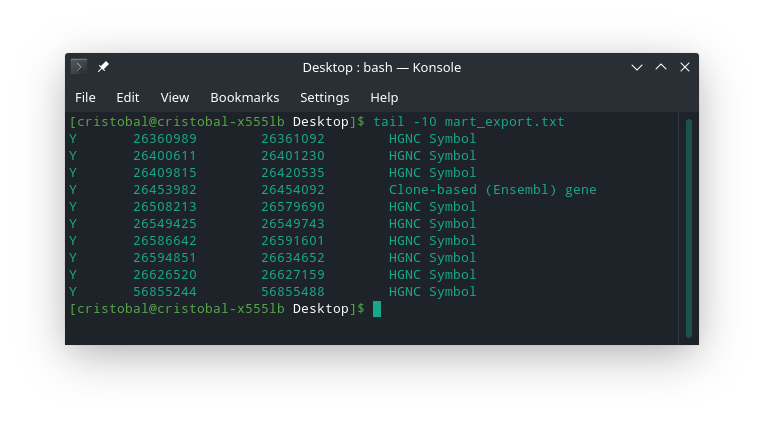 Desktop : bash — Konsole
File Edit View Bookmarks Settings Help
[cristobal@cristobal-x555lb Desktop]$ tail -10 mart_export.txt
Y 26360989 26361092 HGNC Symbol
Y 26400611 26401230 HGNC Symbol
Y 26409815 26420535 HGNC Symbol
Y 26453982 26454092 Clone-based (Ensembl) gene
Y 26508213 26579690 HGNC Symbol
Y 26549425 26549743 HGNC Symbol
Y 26586642 26591601 HGNC Symbol
Y 26594851 26634652 HGNC Symbol
Y 26626520 26627159 HGNC Symbol
Y 56855244 56855488 HGNC Symbol
[cristobal@cristobal-x555lb Desktop]$